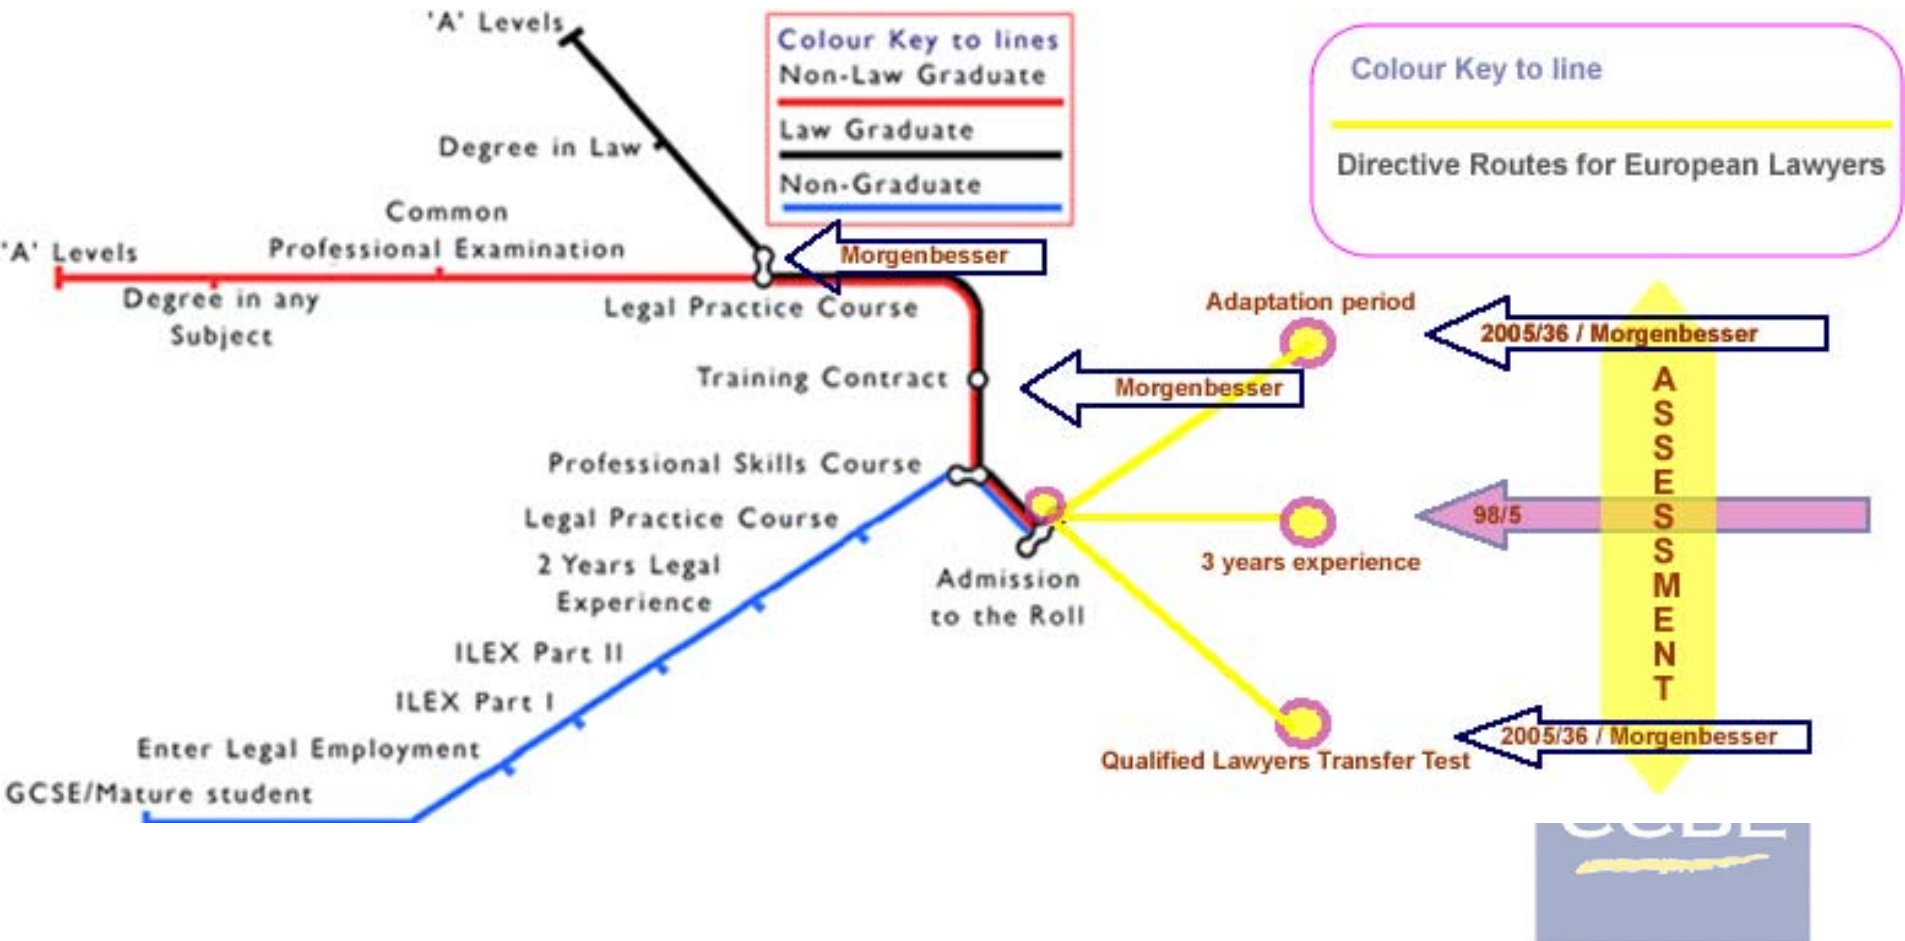 'A' Levels
Degree in Law
Colour Key to lines
Non-Law Graduate
Law Graduate
Non-Graduate
Colour Key to line
Directive Routes for European Lawyers
Common
Professional Examination
'A' Levels
Degree in any
Subject
Morgenbesser
Legal Practice Course
Training Contract
Morgenbesser
Adaptation period
2005/36 / Morgenbesser
ASSESSMENT
Professional Skills Course
Legal Practice Course
2 Years Legal
Experience
98/5
3 years experience
Admission
to the Roll
ILEX Part II
ILEX Part I
Enter Legal Employment
GCSE/Mature student
Qualified Lawyers Transfer Test
2005/36 / Morgenbesser